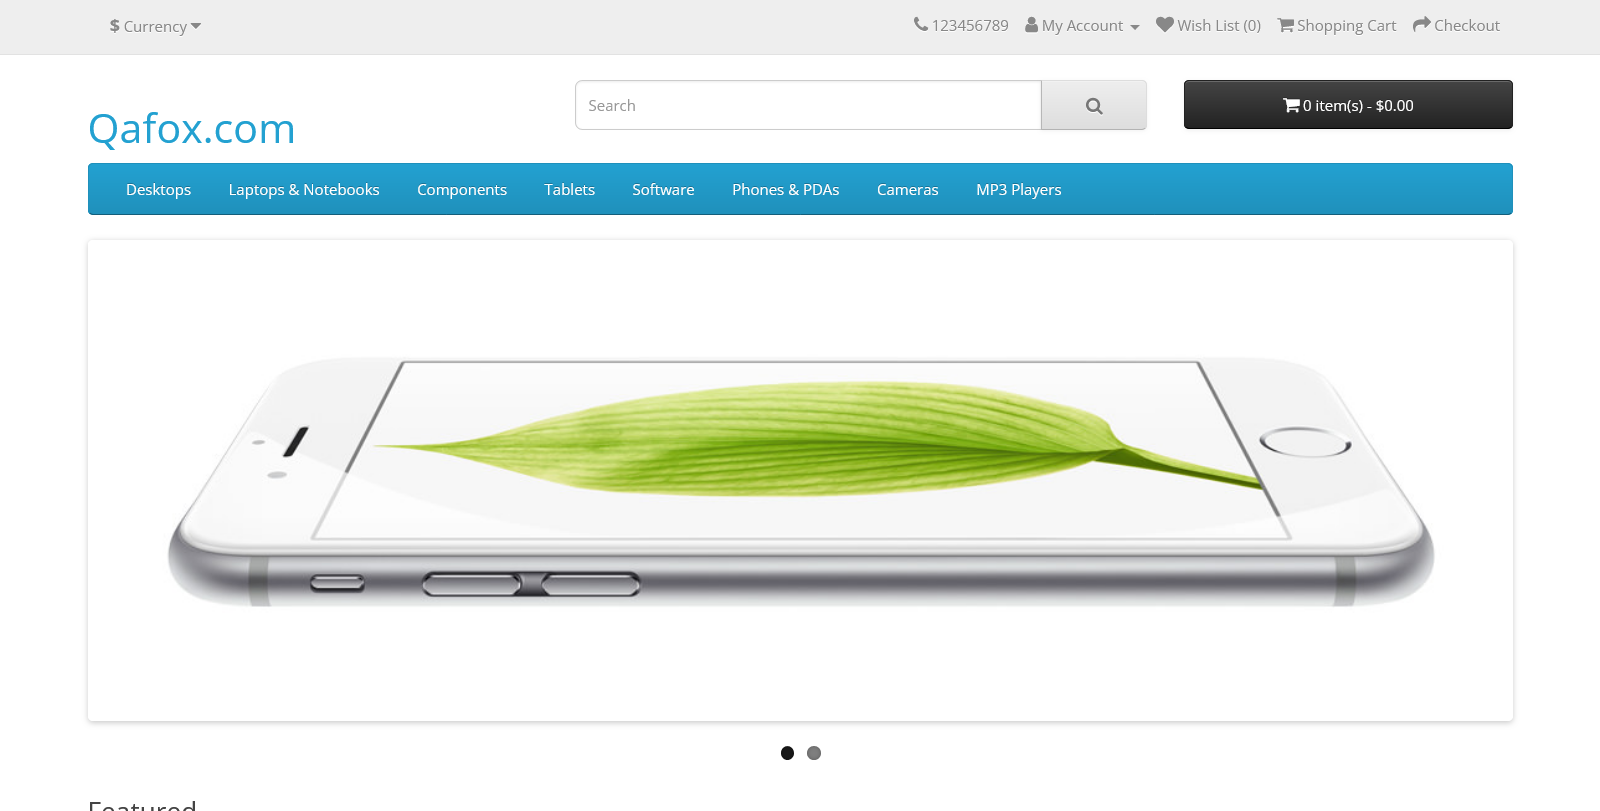 $ Currency
123456789 My Account Wish List (0) Shopping Cart Checkout
Search
0 item(s) - $0.00
Qafox.com
Desktops Laptops & Notebooks Components Tablets Software Phones & PDAs Cameras MP3 Players
Featured